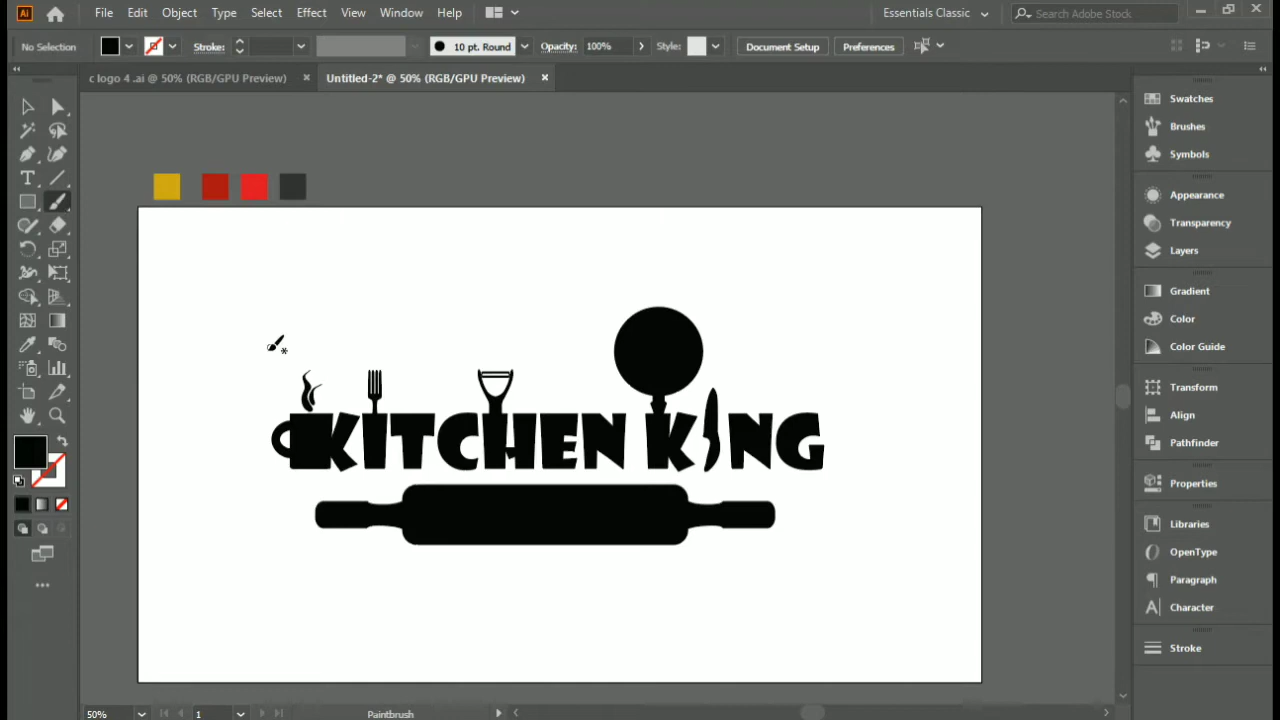 Ai File Edit Object Type Select Effect View Window Help Essentials Classic Search Adobe Stock
No Selection Stroke: 10 pt. Round Opacity: 100% Style: Document Setup Preferences
c logo 4 .ai @ 50% (RGB/GPU Preview) × Untitled-2* @ 50% (RGB/GPU Preview) ×
Swatches
Brushes
Symbols
Appearance
Transparency
Layers
Gradient
Color
Color Guide
Transform
Align
Pathfinder
Properties
Libraries
OpenType
Paragraph
Character
Stroke
KITCHEN KING
50% 1 Paintbrush